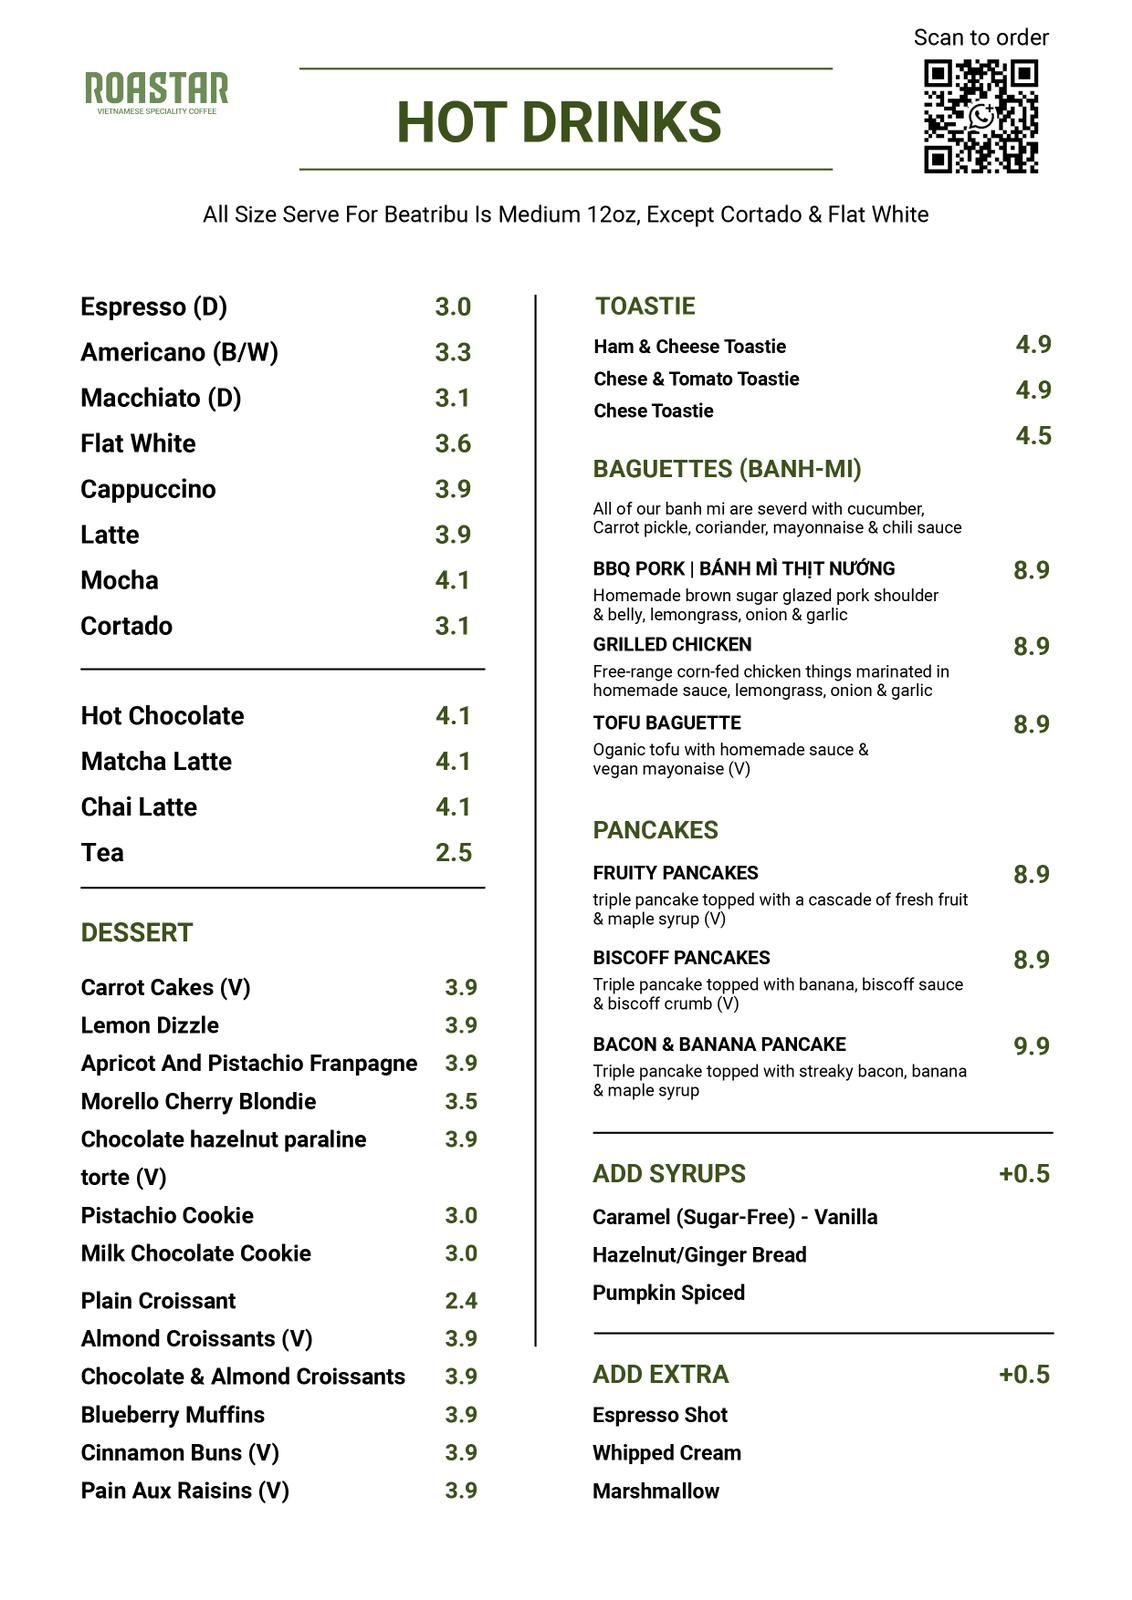 Scan to order
ROASTAR
VIETNAMESE SPECIALITY COFFEE
HOT DRINKS
All Size Serve For Beatribu Is Medium 12oz, Except Cortado & Flat White
Espresso (D) 3.0
Americano (B/W) 3.3
Macchiato (D) 3.1
Flat White 3.6
Cappuccino 3.9
Latte 3.9
Mocha 4.1
Cortado 3.1
Hot Chocolate 4.1
Matcha Latte 4.1
Chai Latte 4.1
Tea 2.5
DESSERT
Carrot Cakes (V) 3.9
Lemon Dizzle 3.9
Apricot And Pistachio Franpagne 3.9
Morello Cherry Blondie 3.5
Chocolate hazelnut paraline 3.9
torte (V)
Pistachio Cookie 3.0
Milk Chocolate Cookie 3.0
Plain Croissant 2.4
Almond Croissants (V) 3.9
Chocolate & Almond Croissants 3.9
Blueberry Muffins 3.9
Cinnamon Buns (V) 3.9
Pain Aux Raisins (V) 3.9
TOASTIE
Ham & Cheese Toastie 4.9
Chese & Tomato Toastie 4.9
Chese Toastie 4.5
BAGUETTES (BANH-MI)
All of our banh mi are severd with cucumber,
Carrot pickle, coriander, mayonnaise & chili sauce
BBQ PORK | BÁNH MÌ THỊT NƯỚNG 8.9
Homemade brown sugar glazed pork shoulder
& belly, lemongrass, onion & garlic
GRILLED CHICKEN 8.9
Free-range corn-fed chicken things marinated in
homemade sauce, lemongrass, onion & garlic
TOFU BAGUETTE 8.9
Oganic tofu with homemade sauce &
vegan mayonaise (V)
PANCAKES
FRUITY PANCAKES 8.9
triple pancake topped with a cascade of fresh fruit
& maple syrup (V)
BISCOFF PANCAKES 8.9
Triple pancake topped with banana, biscoff sauce
& biscoff crumb (V)
BACON & BANANA PANCAKE 9.9
Triple pancake topped with streaky bacon, banana
& maple syrup
ADD SYRUPS +0.5
Caramel (Sugar-Free) - Vanilla
Hazelnut/Ginger Bread
Pumpkin Spiced
ADD EXTRA +0.5
Espresso Shot
Whipped Cream
Marshmallow